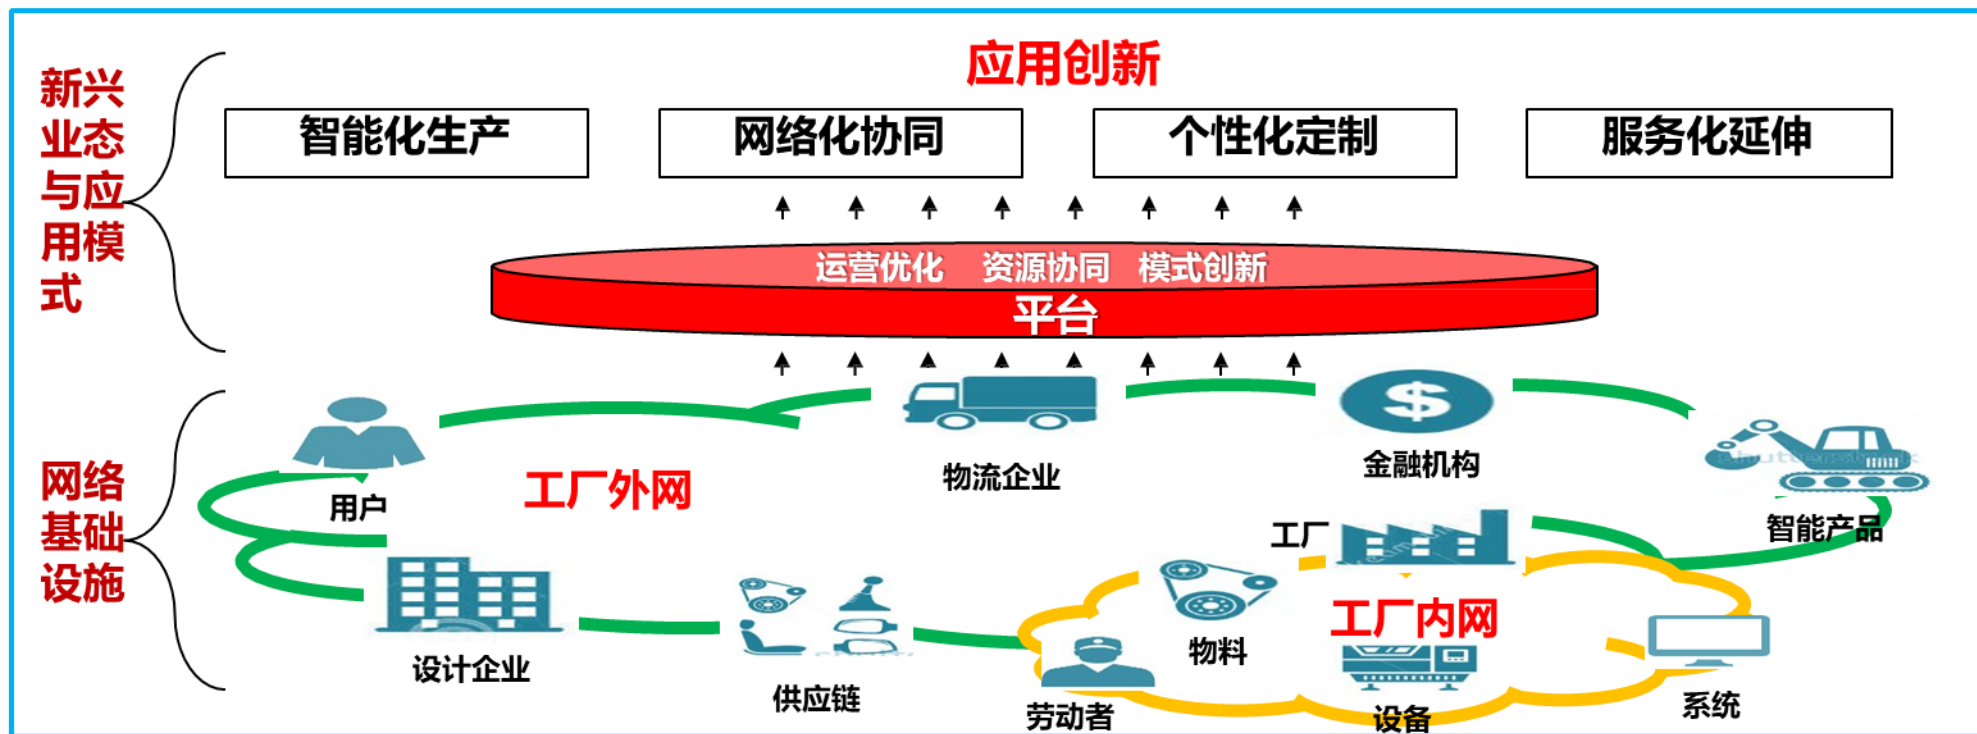 应用创新
新兴
业态
与应
用模
式
智能化生产
网络化协同
个性化定制
服务化延伸
运营优化 资源协同 模式创新
平台
网络
基础
设施
用户
工厂外网
物流企业
金融机构
智能产品
工厂
设计企业
供应链
劳动者
物料
工厂内网
设备
系统